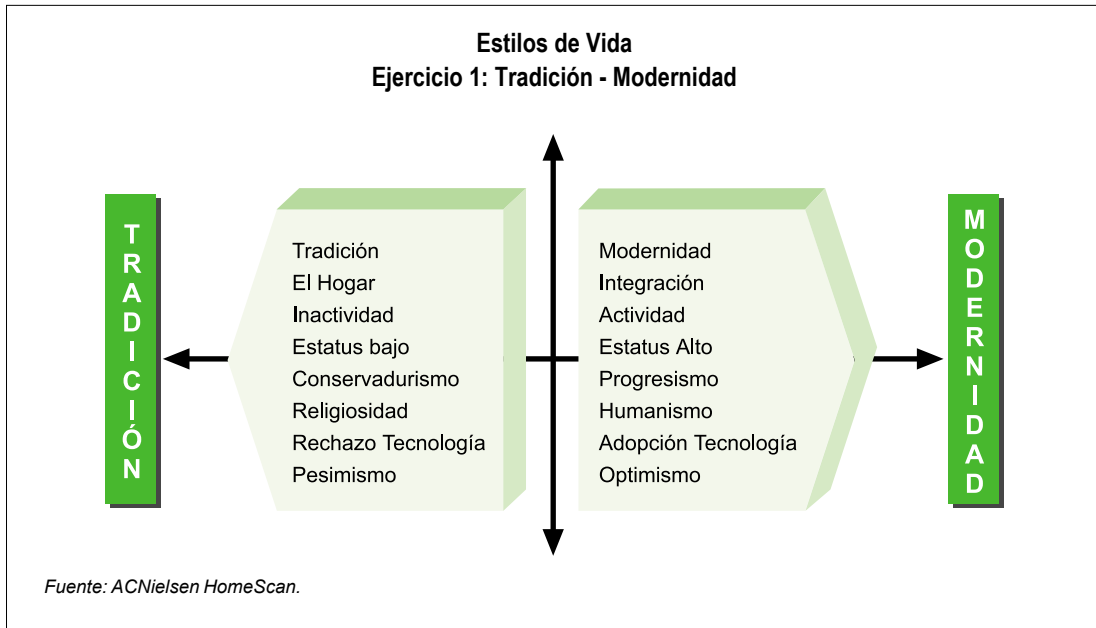 Estilos de Vida
Ejercicio 1: Tradición - Modernidad
TRADICIÓN
Tradición
El Hogar
Inactividad
Estatus bajo
Conservadurismo
Religiosidad
Rechazo Tecnología
Pesimismo
Modernidad
Integración
Actividad
Estatus Alto
Progresismo
Humanismo
Adopción Tecnología
Optimismo
MODERNIDAD
Fuente: ACNielsen HomeScan.